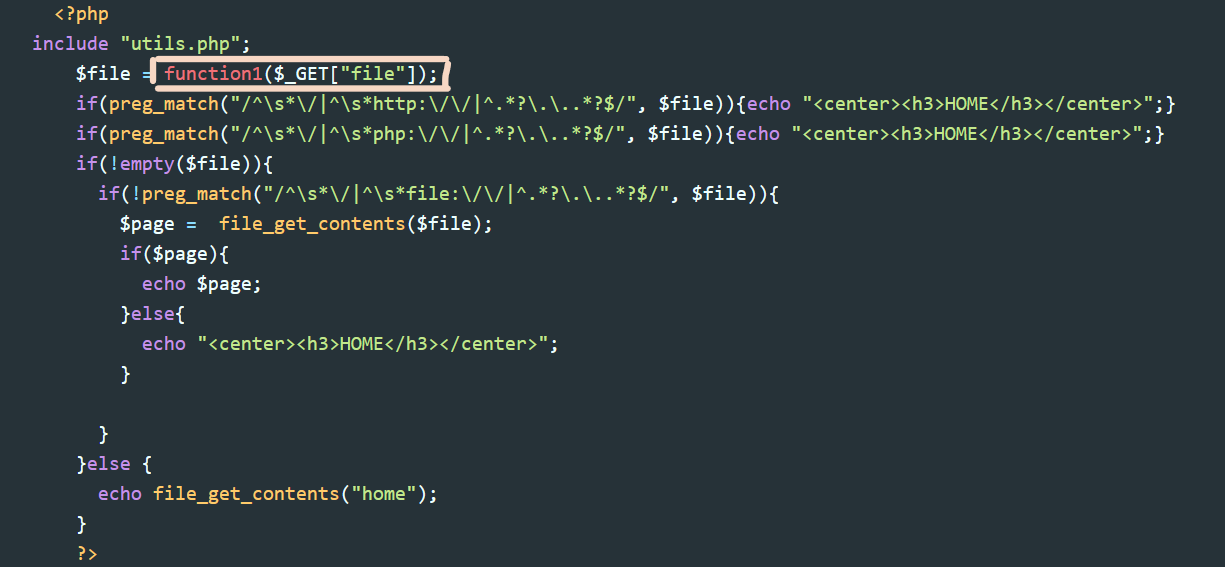 <?php
include "utils.php";
$file = function1($_GET["file"]);
if(preg_match("/^\s*\/|^\s*http:\/\/|^.*?\.\..*?$/", $file)){echo "<center><h3>HOME</h3></center>";}
if(preg_match("/^\s*\/|^\s*php:\/\/|^.*?\.\..*?$/", $file)){echo "<center><h3>HOME</h3></center>";}
if(!empty($file)){
if(!preg_match("/^\s*\/|^\s*file:\/\/|^.*?\.\..*?$/", $file)){
$page =  file_get_contents($file);
if($page){
echo $page;
}else{
echo "<center><h3>HOME</h3></center>";
}
}
}else {
echo file_get_contents("home");
}
?>